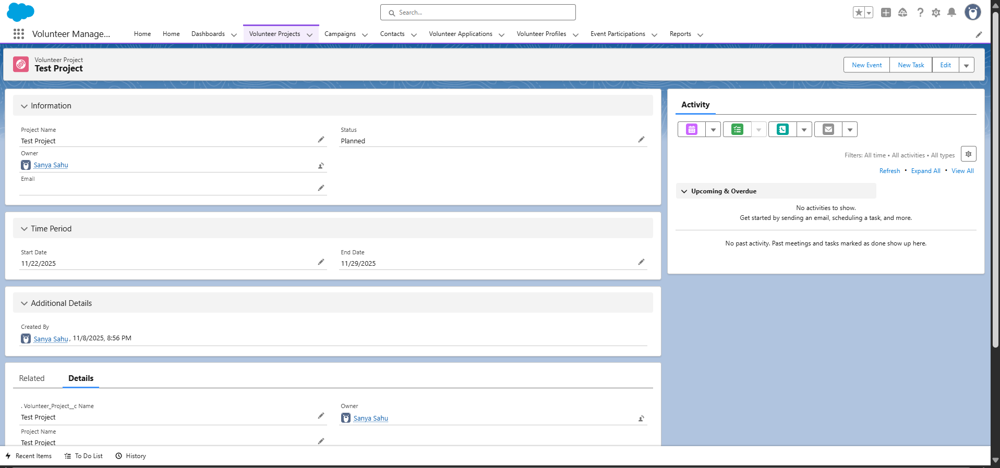 Search...
Volunteer Manage...
Home
Home
Dashboards
Volunteer Projects
Campaigns
Contacts
Volunteer Applications
Volunteer Profiles
Event Participations
Reports
Volunteer Project
Test Project
New Event
New Task
Edit
Information
Project Name
Test Project
Status
Planned
Owner
Sanya Sahu
Email
Time Period
Start Date
11/22/2025
End Date
11/29/2025
Additional Details
Created By
Sanya Sahu, 11/8/2025, 8:56 PM
Related
Details
. Volunteer_Project__c Name
Test Project
Owner
Sanya Sahu
Project Name
Test Project
Activity
Filters: All time • All activities • All types
Refresh • Expand All • View All
Upcoming & Overdue
No activities to show.
Get started by sending an email, scheduling a task, and more.
No past activity. Past meetings and tasks marked as done show up here.
Recent Items
To Do List
History